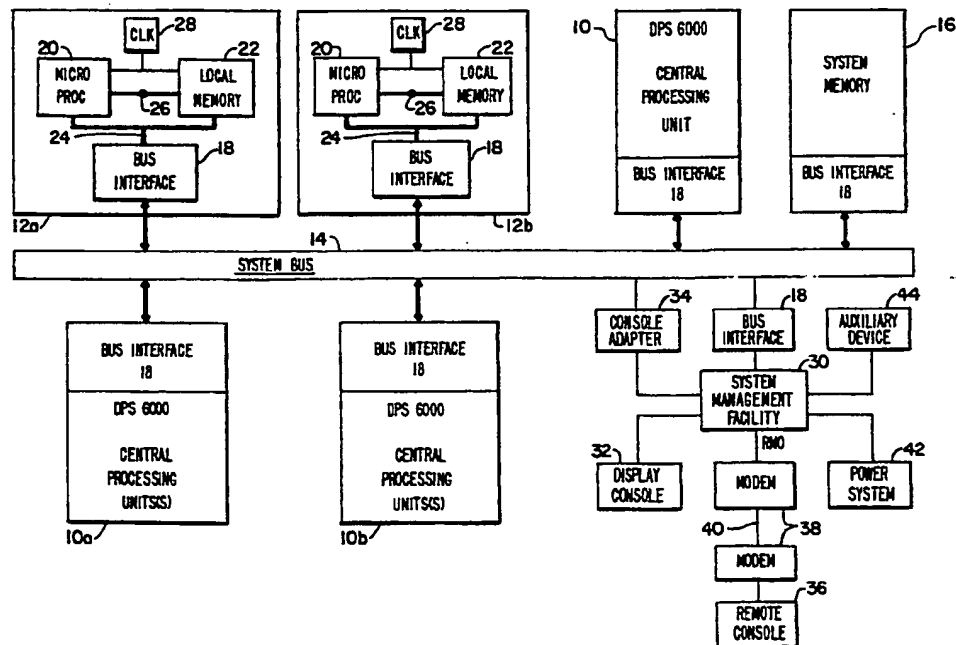 CLK
28
20
22
MICRO
PROC
LOCAL
MEMORY
26
24
18
BUS
INTERFACE
12a
CLK
28
20
22
MICRO
PROC
LOCAL
MEMORY
26
24
18
BUS
INTERFACE
12b
10
DPS 6000
CENTRAL
PROCESSING
UNIT
BUS INTERFACE
18
16
SYSTEM
MEMORY
BUS INTERFACE
18
14
SYSTEM BUS
BUS INTERFACE
18
DPS 6000
CENTRAL
PROCESSING
UNITS(S)
10a
BUS INTERFACE
18
DPS 6000
CENTRAL
PROCESSING
UNITS(S)
10b
34
CONSOLE
ADAPTER
18
BUS
INTERFACE
44
AUXILIARY
DEVICE
30
SYSTEM
MANAGEMENT
FACILITY
RMO
32
DISPLAY
CONSOLE
MODEM
42
POWER
SYSTEM
40
38
MODEM
36
REMOTE
CONSOLE